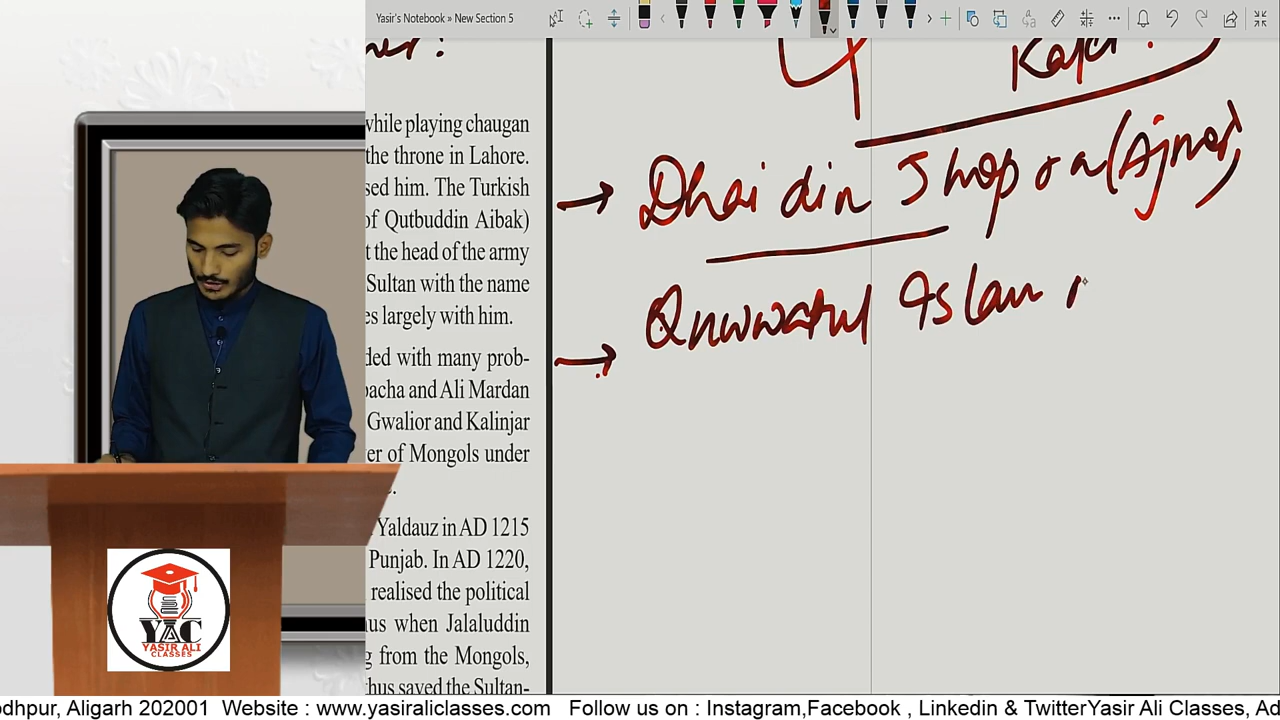 Yasir's Notebook » New Section 5
while playing chaugan
the throne in Lahore.
sed him. The Turkish
of Qutbuddin Aibak)
t the head of the army
Sultan with the name
es largely with him.
ded with many prob-
bacha and Ali Mardan
Gwalior and Kalinjar
er of Mongols under
Yaldauz in AD 1215
Punjab. In AD 1220,
realised the political
us when Jalaluddin
g from the Mongols,
thus saved the Sultan-
→ Dhai din Jhopra (Ajmer)
→ Quwwatul Islam
YAC
YASIR ALI
CLASSES
odhpur, Aligarh 202001 Website : www.yasiraliclasses.com Follow us on : Instagram,Facebook , Linkedin & TwitterYasir Ali Classes, Ad